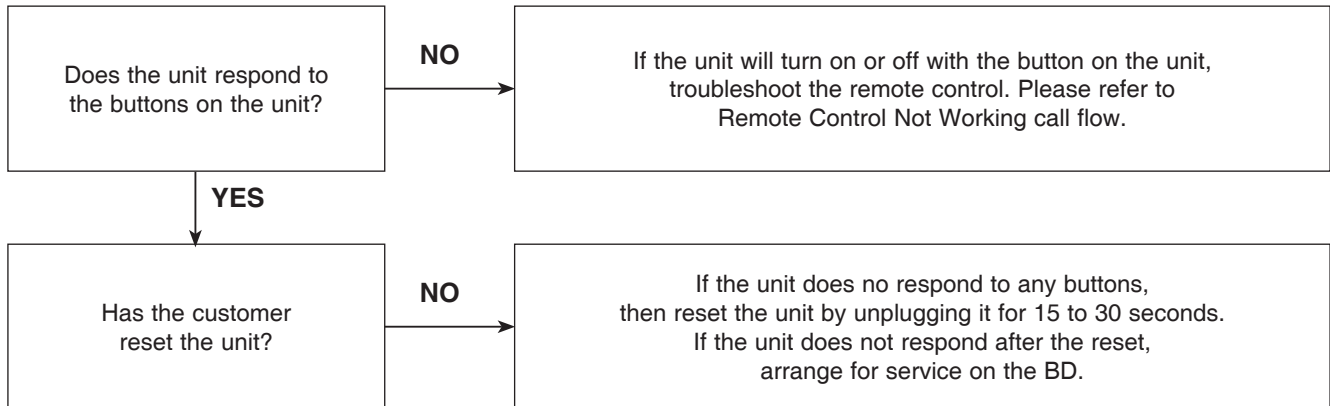 Does the unit respond to
the buttons on the unit?
NO
If the unit will turn on or off with the button on the unit,
troubleshoot the remote control. Please refer to
Remote Control Not Working call flow.
YES
Has the customer
reset the unit?
NO
If the unit does no respond to any buttons,
then reset the unit by unplugging it for 15 to 30 seconds.
If the unit does not respond after the reset,
arrange for service on the BD.